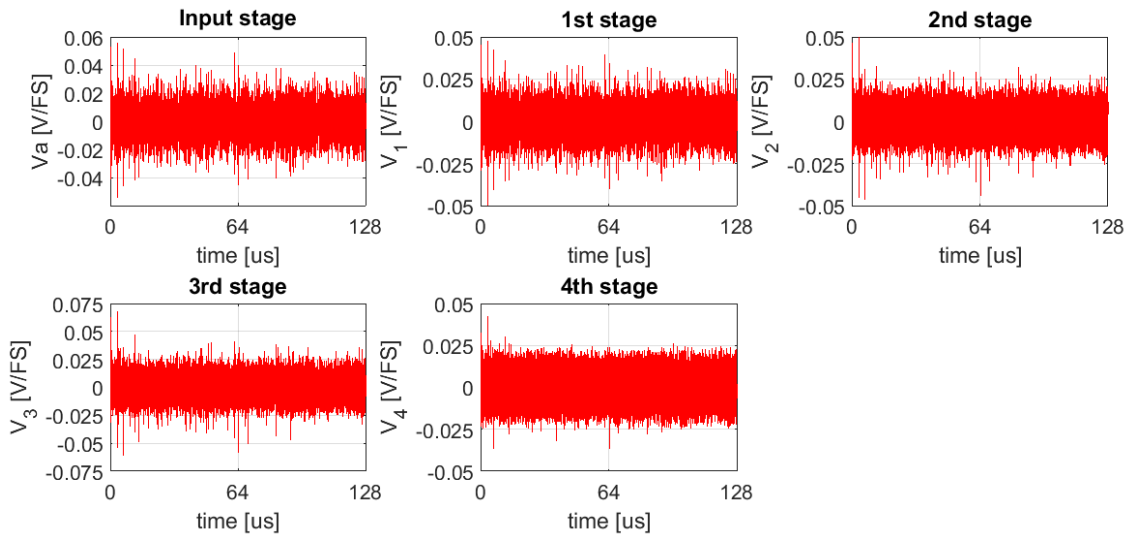 Input stage
0.06
0.04
0.02
0
-0.02
-0.04
Va [V/FS]
0
64
128
time [us]
1st stage
0.05
0.025
0
-0.025
-0.05
V_1 [V/FS]
0
64
128
time [us]
2nd stage
0.05
0.025
0
-0.025
-0.05
V_2 [V/FS]
0
64
128
time [us]
3rd stage
0.075
0.05
0.025
0
-0.025
-0.05
-0.075
V_3 [V/FS]
0
64
128
time [us]
4th stage
0.05
0.025
0
-0.025
-0.05
V_4 [V/FS]
0
64
128
time [us]